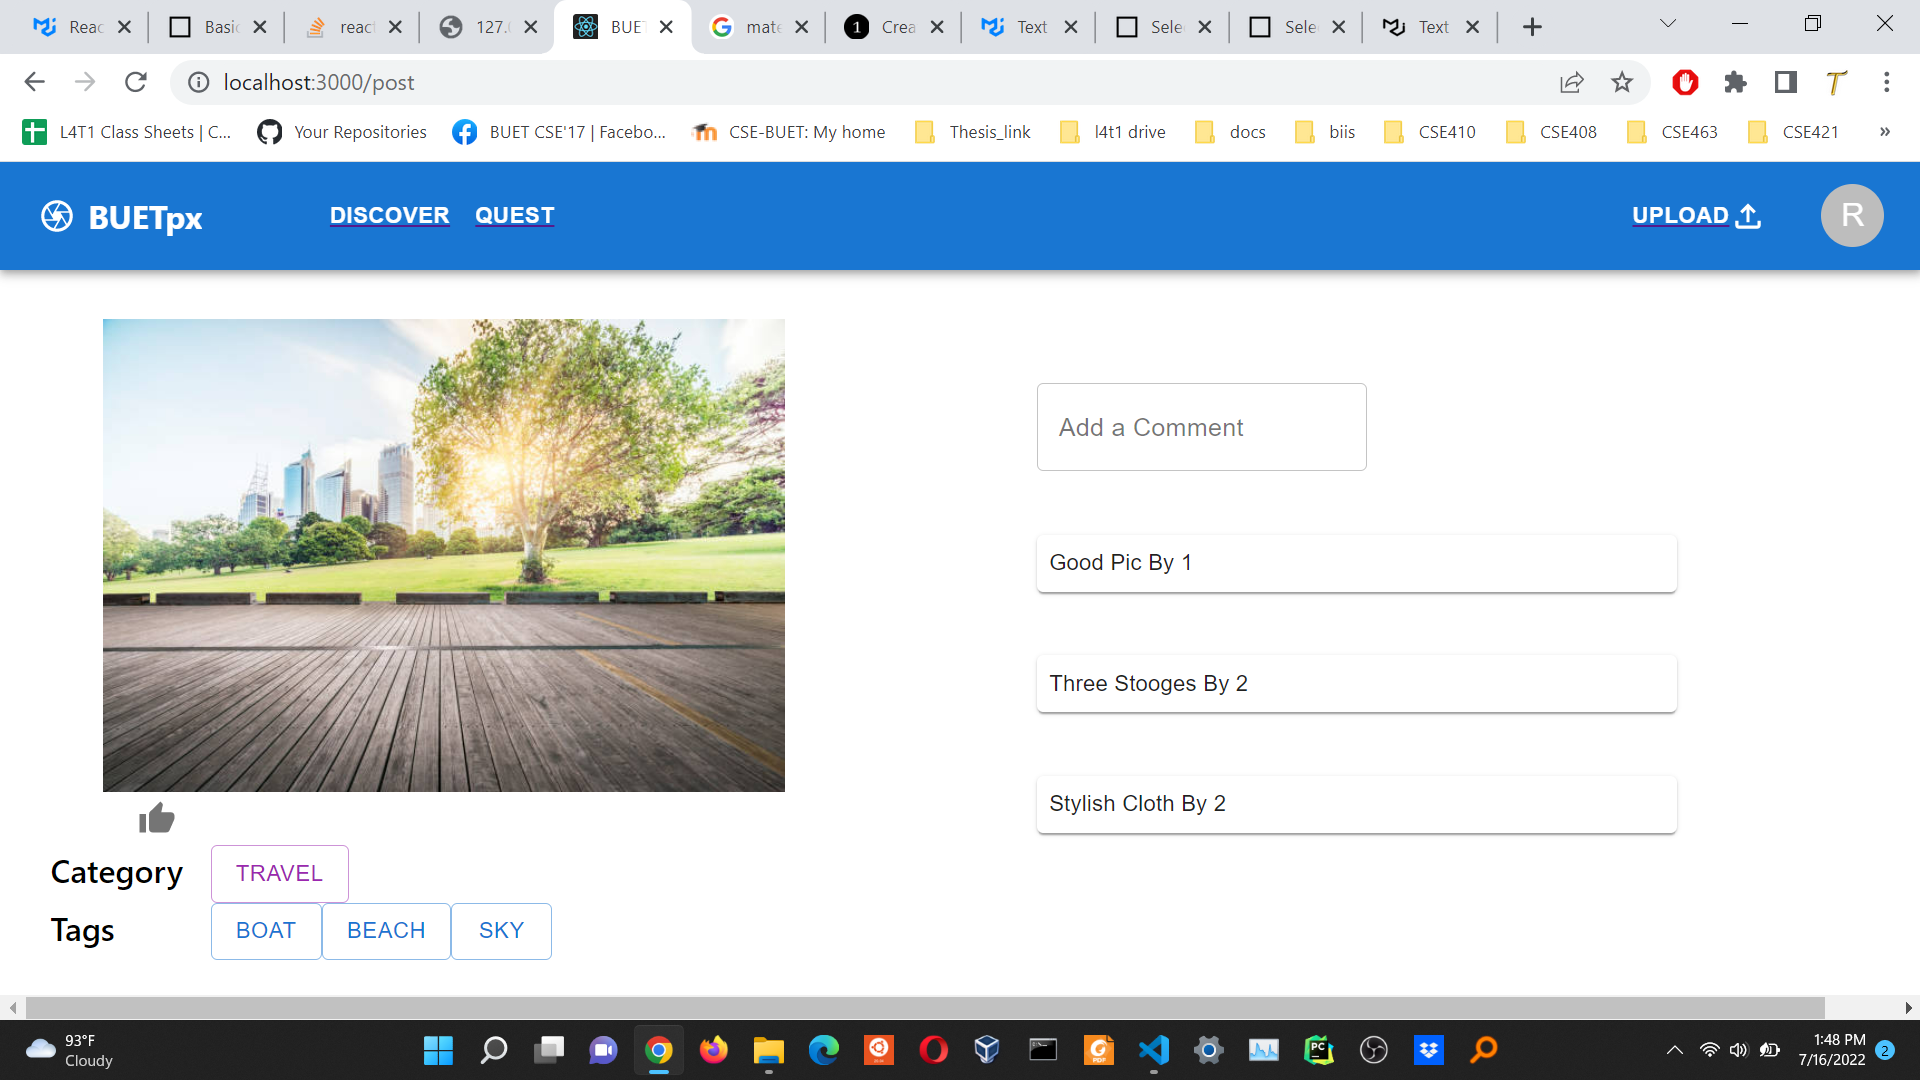 Reac
Basic
react
127.0
BUET
mate
Crea
Text
Sele
Sele
Text
localhost:3000/post
L4T1 Class Sheets | C...
Your Repositories
BUET CSE'17 | Facebo...
CSE-BUET: My home
Thesis_link
l4t1 drive
docs
biis
CSE410
CSE408
CSE463
CSE421
»
BUETpx
DISCOVER
QUEST
UPLOAD
R
Add a Comment
Good Pic By 1
Three Stooges By 2
Stylish Cloth By 2
Category
TRAVEL
Tags
BOAT
BEACH
SKY
93°F
Cloudy
1:48 PM
7/16/2022
2